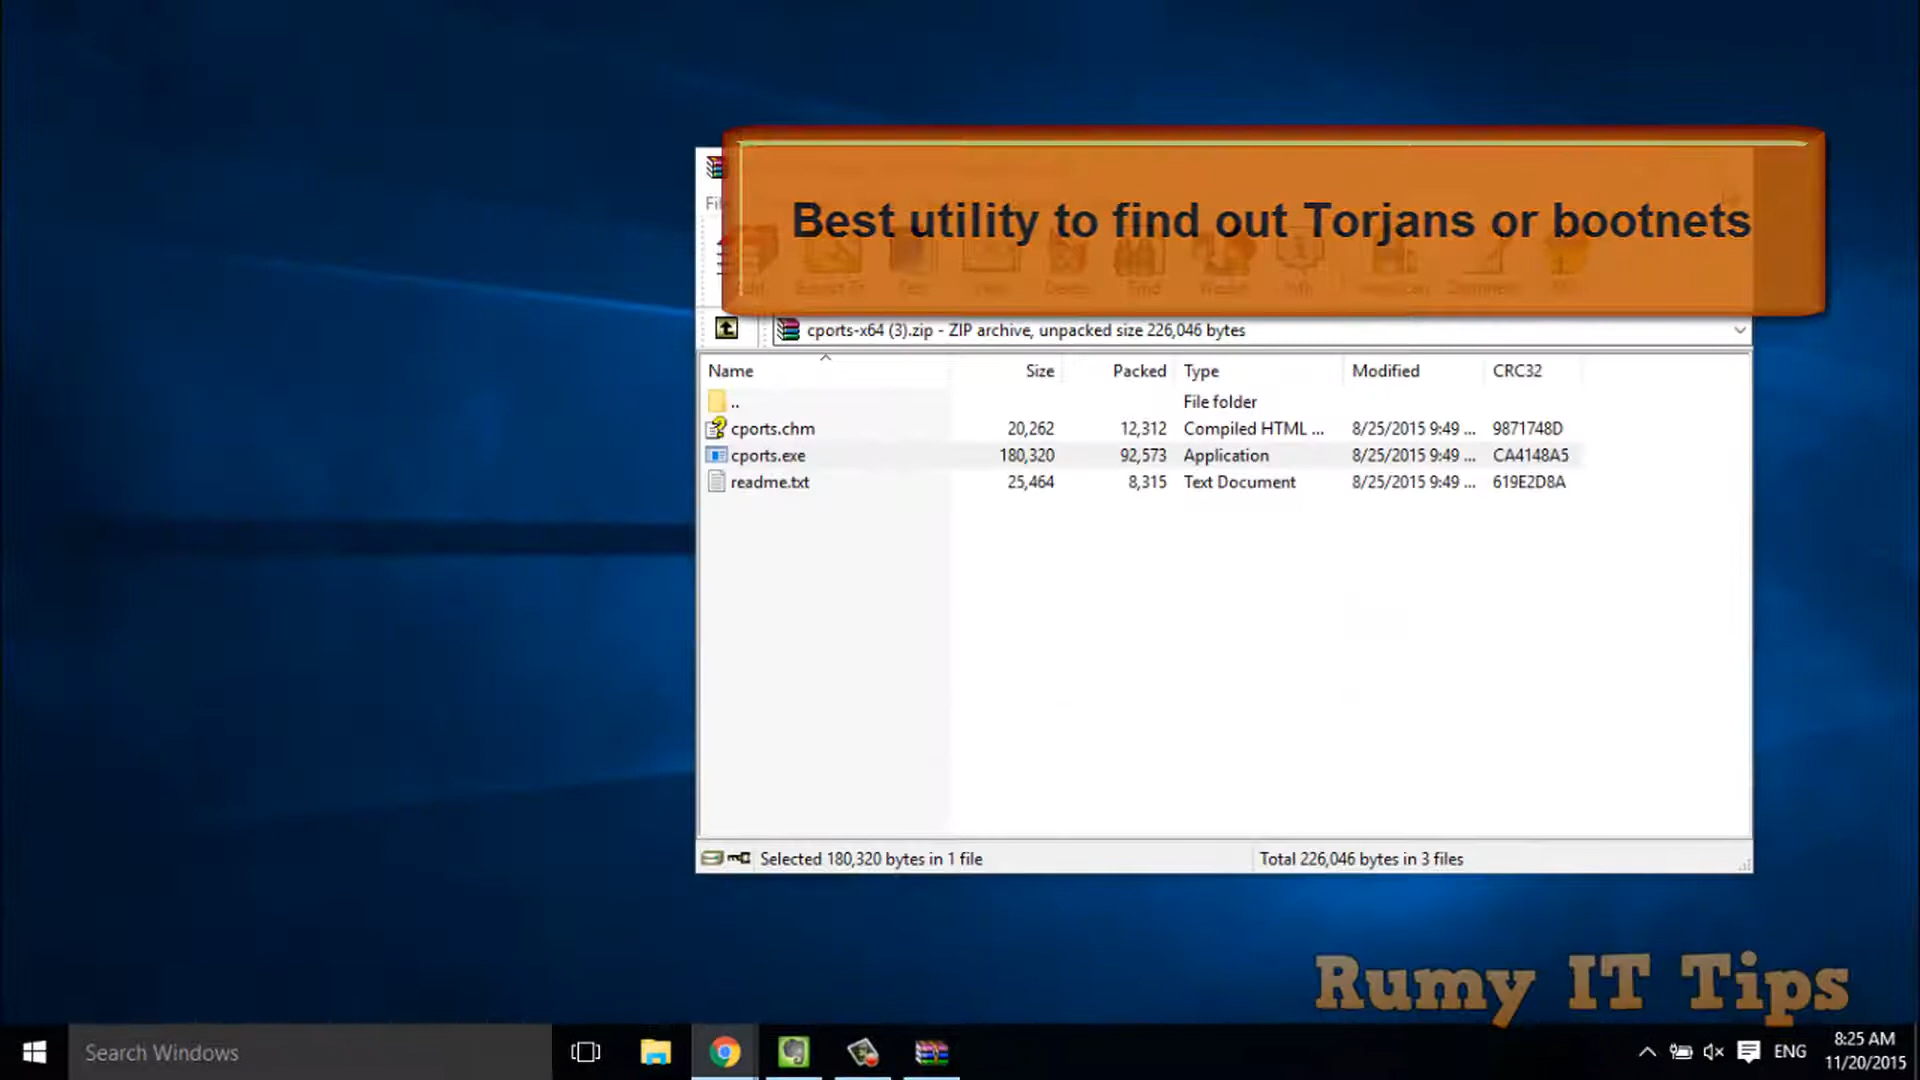 Best utility to find out Torjans or bootnets
cports-x64 (3).zip - ZIP archive, unpacked size 226,046 bytes
Name Size Packed Type Modified CRC32
.. File folder
cports.chm 20,262 12,312 Compiled HTML ... 8/25/2015 9:49 ... 9871748D
cports.exe 180,320 92,573 Application 8/25/2015 9:49 ... CA4148A5
readme.txt 25,464 8,315 Text Document 8/25/2015 9:49 ... 619E2D8A
Selected 180,320 bytes in 1 file Total 226,046 bytes in 3 files
Rumy IT Tips
Search Windows
ENG
8:25 AM
11/20/2015